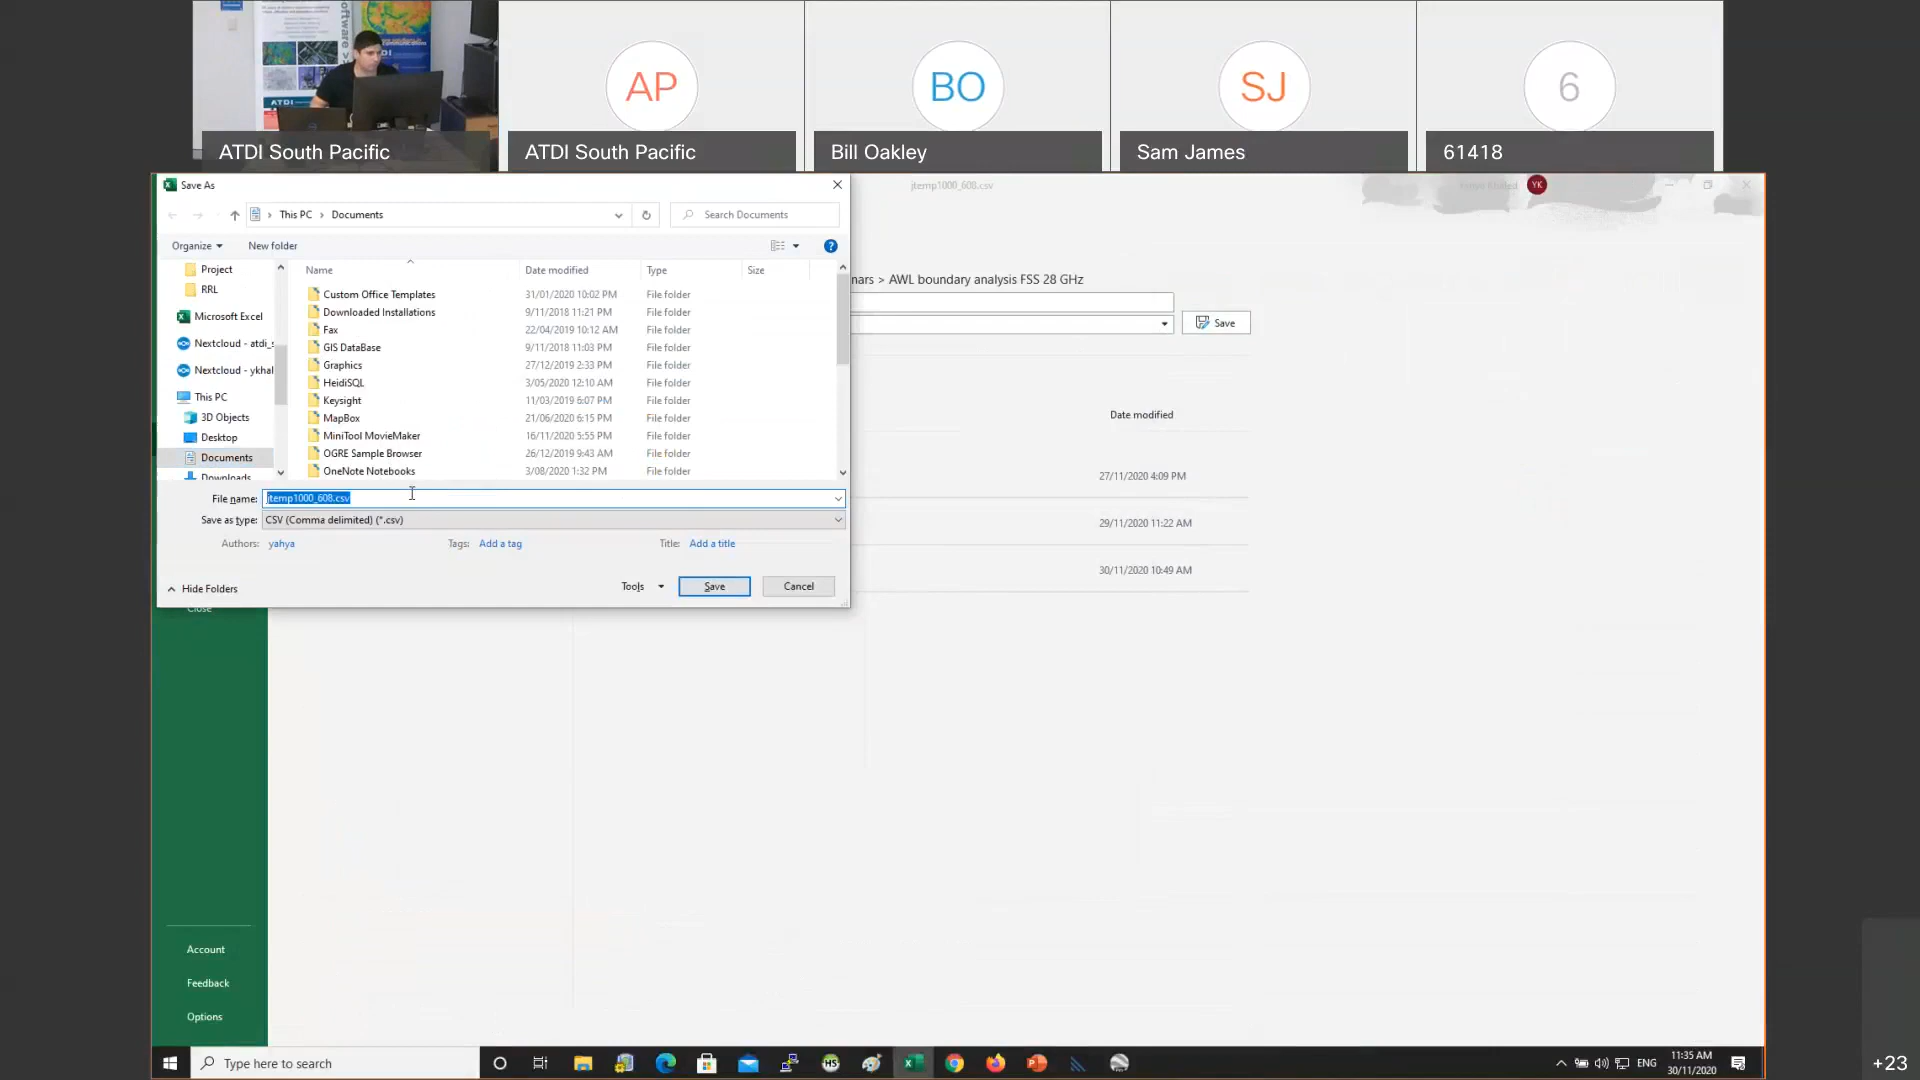 software >
ATDI
AP
BO
SJ
6
ATDI South Pacific
ATDI South Pacific
Bill Oakley
Sam James
61418
Save As
jtemp1000_608.csv
YK
This PC > Documents
Search Documents
Organize
New folder
Name
Date modified
Type
Size
Project
RRL
Microsoft Excel
Nextcloud - atdi_s
Nextcloud - ykhal
This PC
3D Objects
Desktop
Documents
Downloads
Custom Office Templates 31/01/2020 10:02 PM File folder
Downloaded Installations 9/11/2018 11:21 PM File folder
Fax 22/04/2019 10:12 AM File folder
GIS DataBase 9/11/2018 11:03 PM File folder
Graphics 27/12/2019 2:33 PM File folder
HeidiSQL 3/05/2020 12:10 AM File folder
Keysight 11/03/2019 6:07 PM File folder
MapBox 21/06/2020 6:15 PM File folder
MiniTool MovieMaker 16/11/2020 5:55 PM File folder
OGRE Sample Browser 26/12/2019 9:43 AM File folder
OneNote Notebooks 3/08/2020 1:32 PM File folder
File name: jtemp1000_608.csv
Save as type: CSV (Comma delimited) (*.csv)
Authors: yahya
Tags: Add a tag
Title: Add a title
Hide Folders
Tools
Save
Cancel
nars > AWL boundary analysis FSS 28 GHz
Save
Date modified
27/11/2020 4:09 PM
29/11/2020 11:22 AM
30/11/2020 10:49 AM
Close
Account
Feedback
Options
Type here to search
HS
ENG
11:35 AM
30/11/2020
+23